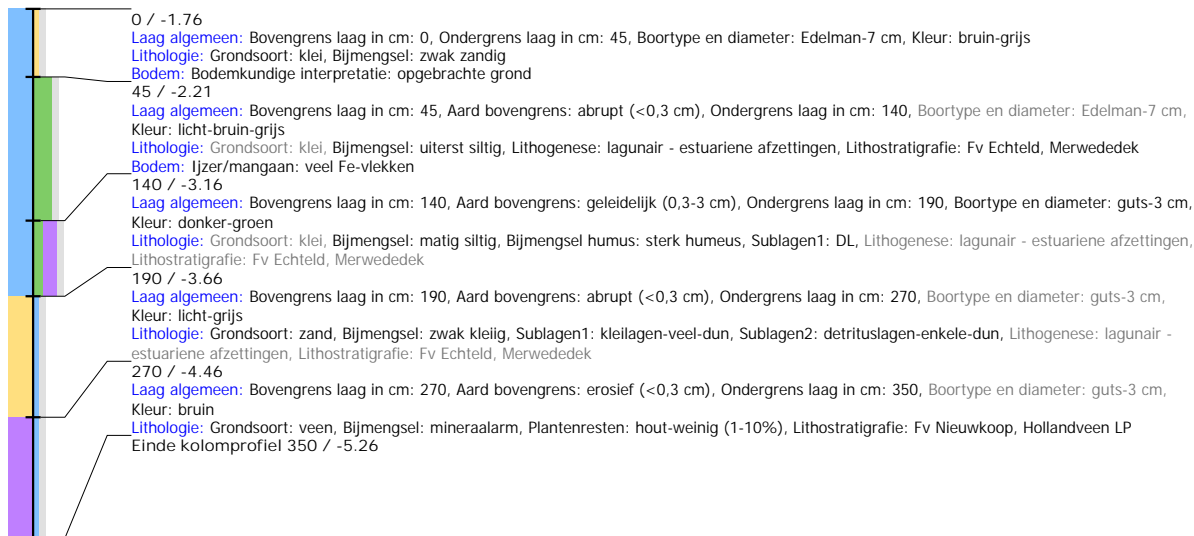 0 / -1.76
Laag algemeen: Bovengrens laag in cm: 0, Ondergrens laag in cm: 45, Boortype en diameter: Edelman-7 cm, Kleur: bruin-grijs
Lithologie: Grondsoort: klei, Bijmengsel: zwak zandig
Bodem: Bodemkundige interpretatie: opgebrachte grond
45 / -2.21
Laag algemeen: Bovengrens laag in cm: 45, Aard bovengrens: abrupt (<0,3 cm), Ondergrens laag in cm: 140, Boortype en diameter: Edelman-7 cm,
Kleur: licht-bruin-grijs
Lithologie: Grondsoort: klei, Bijmengsel: uiterst siltig, Lithogenese: lagunair - estuariene afzettingen, Lithostratigrafie: Fv Echteld, Merwededek
Bodem: Ijzer/mangaan: veel Fe-vlekken
140 / -3.16
Laag algemeen: Bovengrens laag in cm: 140, Aard bovengrens: geleidelijk (0,3-3 cm), Ondergrens laag in cm: 190, Boortype en diameter: guts-3 cm,
Kleur: donker-groen
Lithologie: Grondsoort: klei, Bijmengsel: matig siltig, Bijmengsel humus: sterk humeus, Sublagen1: DL, Lithogenese: lagunair - estuariene afzettingen,
Lithostratigrafie: Fv Echteld, Merwededek
190 / -3.66
Laag algemeen: Bovengrens laag in cm: 190, Aard bovengrens: abrupt (<0,3 cm), Ondergrens laag in cm: 270, Boortype en diameter: guts-3 cm,
Kleur: licht-grijs
Lithologie: Grondsoort: zand, Bijmengsel: zwak kleiig, Sublagen1: kleilagen-veel-dun, Sublagen2: detrituslagen-enkele-dun, Lithogenese: lagunair -
estuariene afzettingen, Lithostratigrafie: Fv Echteld, Merwededek
270 / -4.46
Laag algemeen: Bovengrens laag in cm: 270, Aard bovengrens: erosief (<0,3 cm), Ondergrens laag in cm: 350, Boortype en diameter: guts-3 cm,
Kleur: bruin
Lithologie: Grondsoort: veen, Bijmengsel: mineraalarm, Plantenresten: hout-weinig (1-10%), Lithostratigrafie: Fv Nieuwkoop, Hollandveen LP
Einde kolomprofiel 350 / -5.26